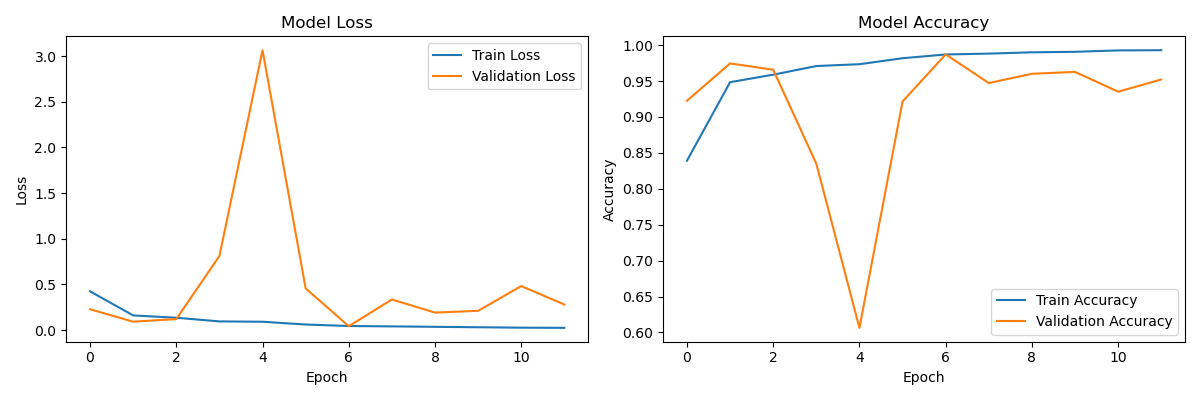 Model Loss
Train Loss
Validation Loss
3.0
2.5
2.0
1.5
1.0
0.5
0.0
Loss
0 2 4 6 8 10
Epoch
Model Accuracy
1.00
0.95
0.90
0.85
0.80
0.75
0.70
0.65
0.60
Accuracy
Train Accuracy
Validation Accuracy
0 2 4 6 8 10
Epoch